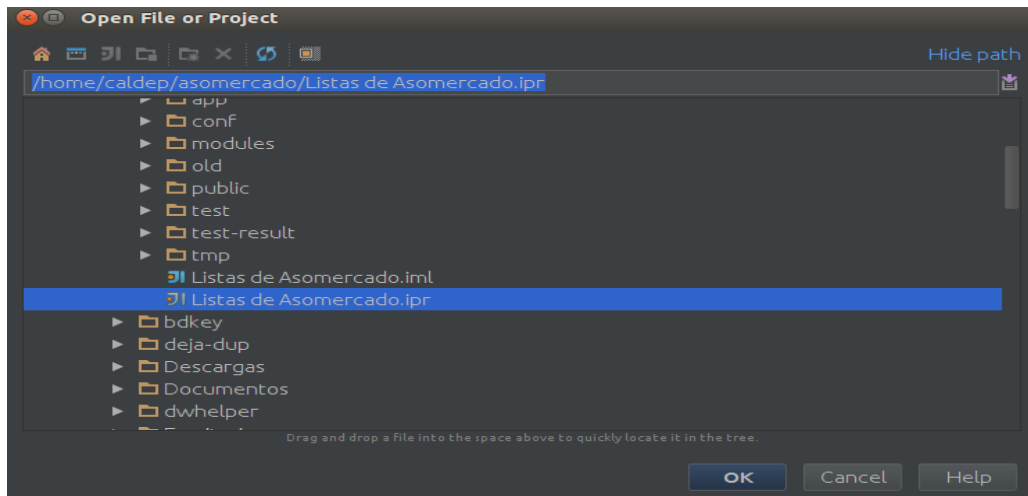 Open File or Project
Hide path
/home/caldep/asomercado/Listas de Asomercado.ipr
app
conf
modules
old
public
test
test-result
tmp
Listas de Asomercado.iml
Listas de Asomercado.ipr
bdkey
deja-dup
Descargas
Documentos
dwhelper
Drag and drop a file into the space above to quickly locate it in the tree.
OK Cancel Help